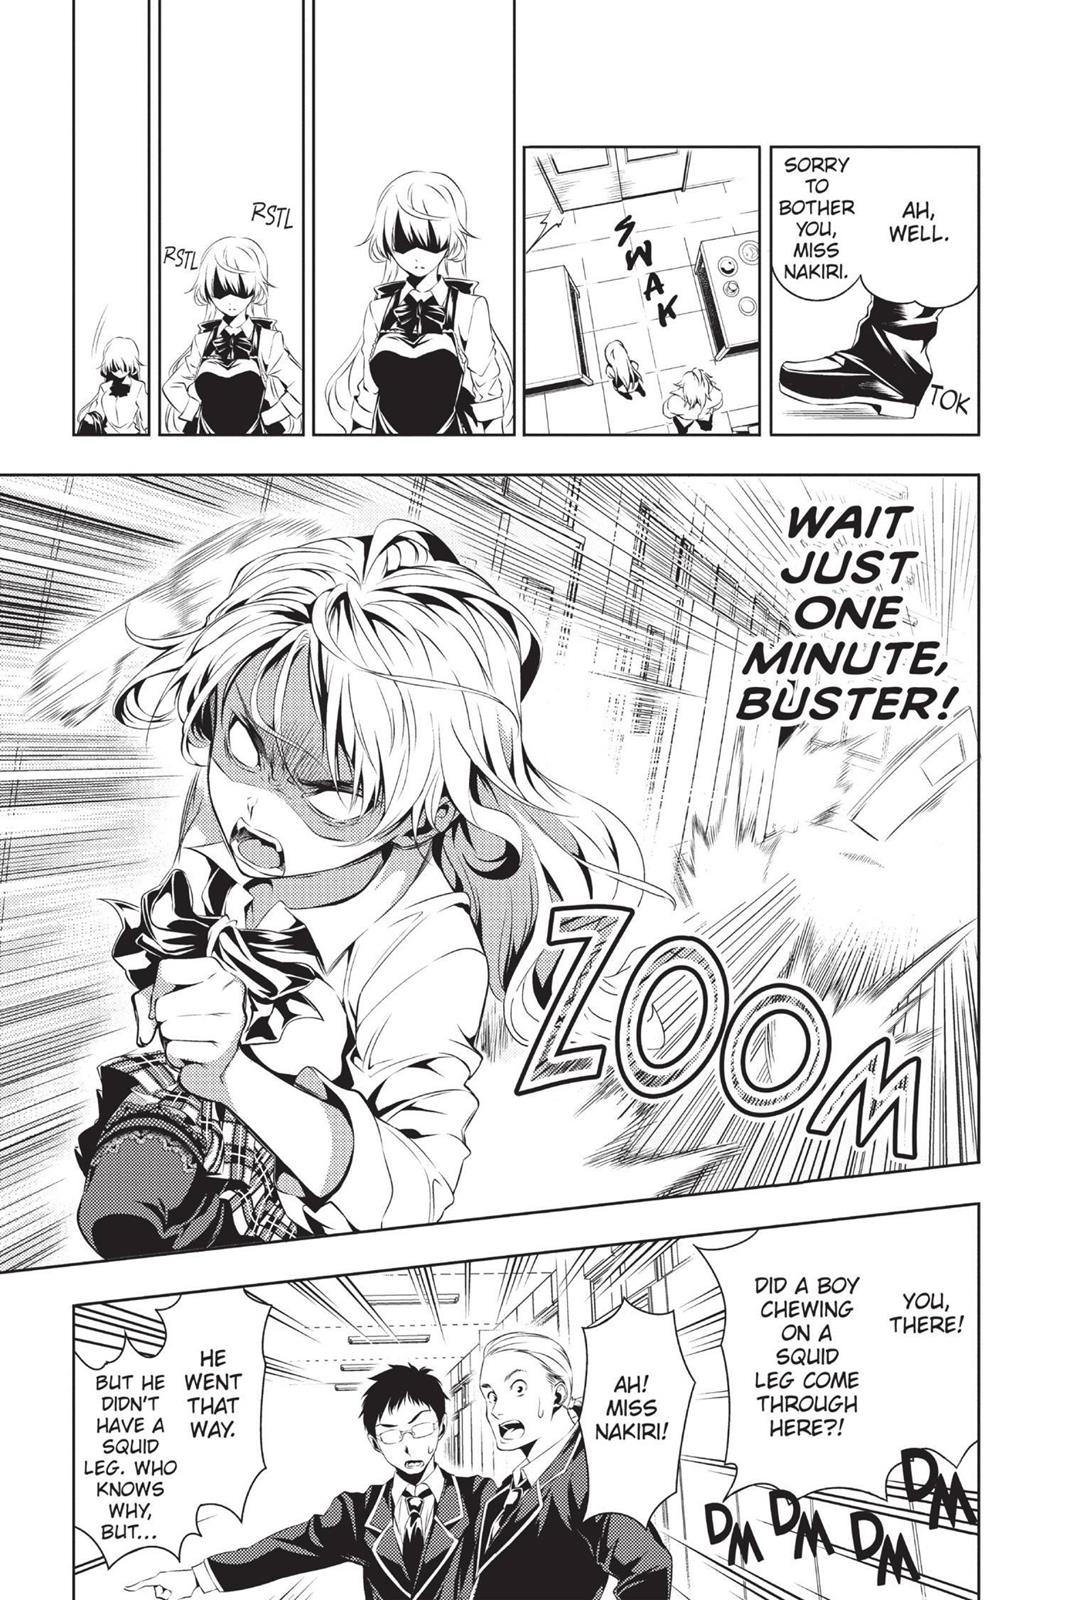 AH,
WELL.
SORRY
TO
BOTHER
YOU,
MISS
NAKIRI.
TOK
SWAK
RSTL
RSTL
WAIT
JUST
ONE
MINUTE,
BUSTER!
ZOOM
YOU,
THERE!
DID A BOY
CHEWING
ON A
SQUID
LEG COME
THROUGH
HERE?!
DM
DM
DM
DM
AH!
MISS
NAKIRI!
HE
WENT
THAT
WAY.
BUT HE
DIDN'T
HAVE A
SQUID
LEG. WHO
KNOWS
WHY,
BUT...